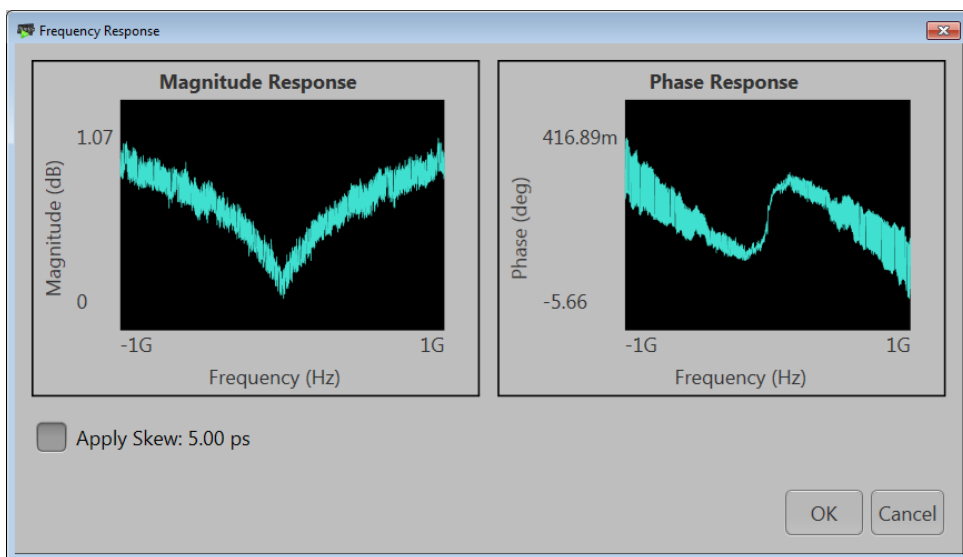 Frequency Response
Magnitude Response
1.07
Magnitude (dB)
0
-1G
1G
Frequency (Hz)
Phase Response
416.89m
Phase (deg)
-5.66
-1G
1G
Frequency (Hz)
Apply Skew: 5.00 ps
OK
Cancel